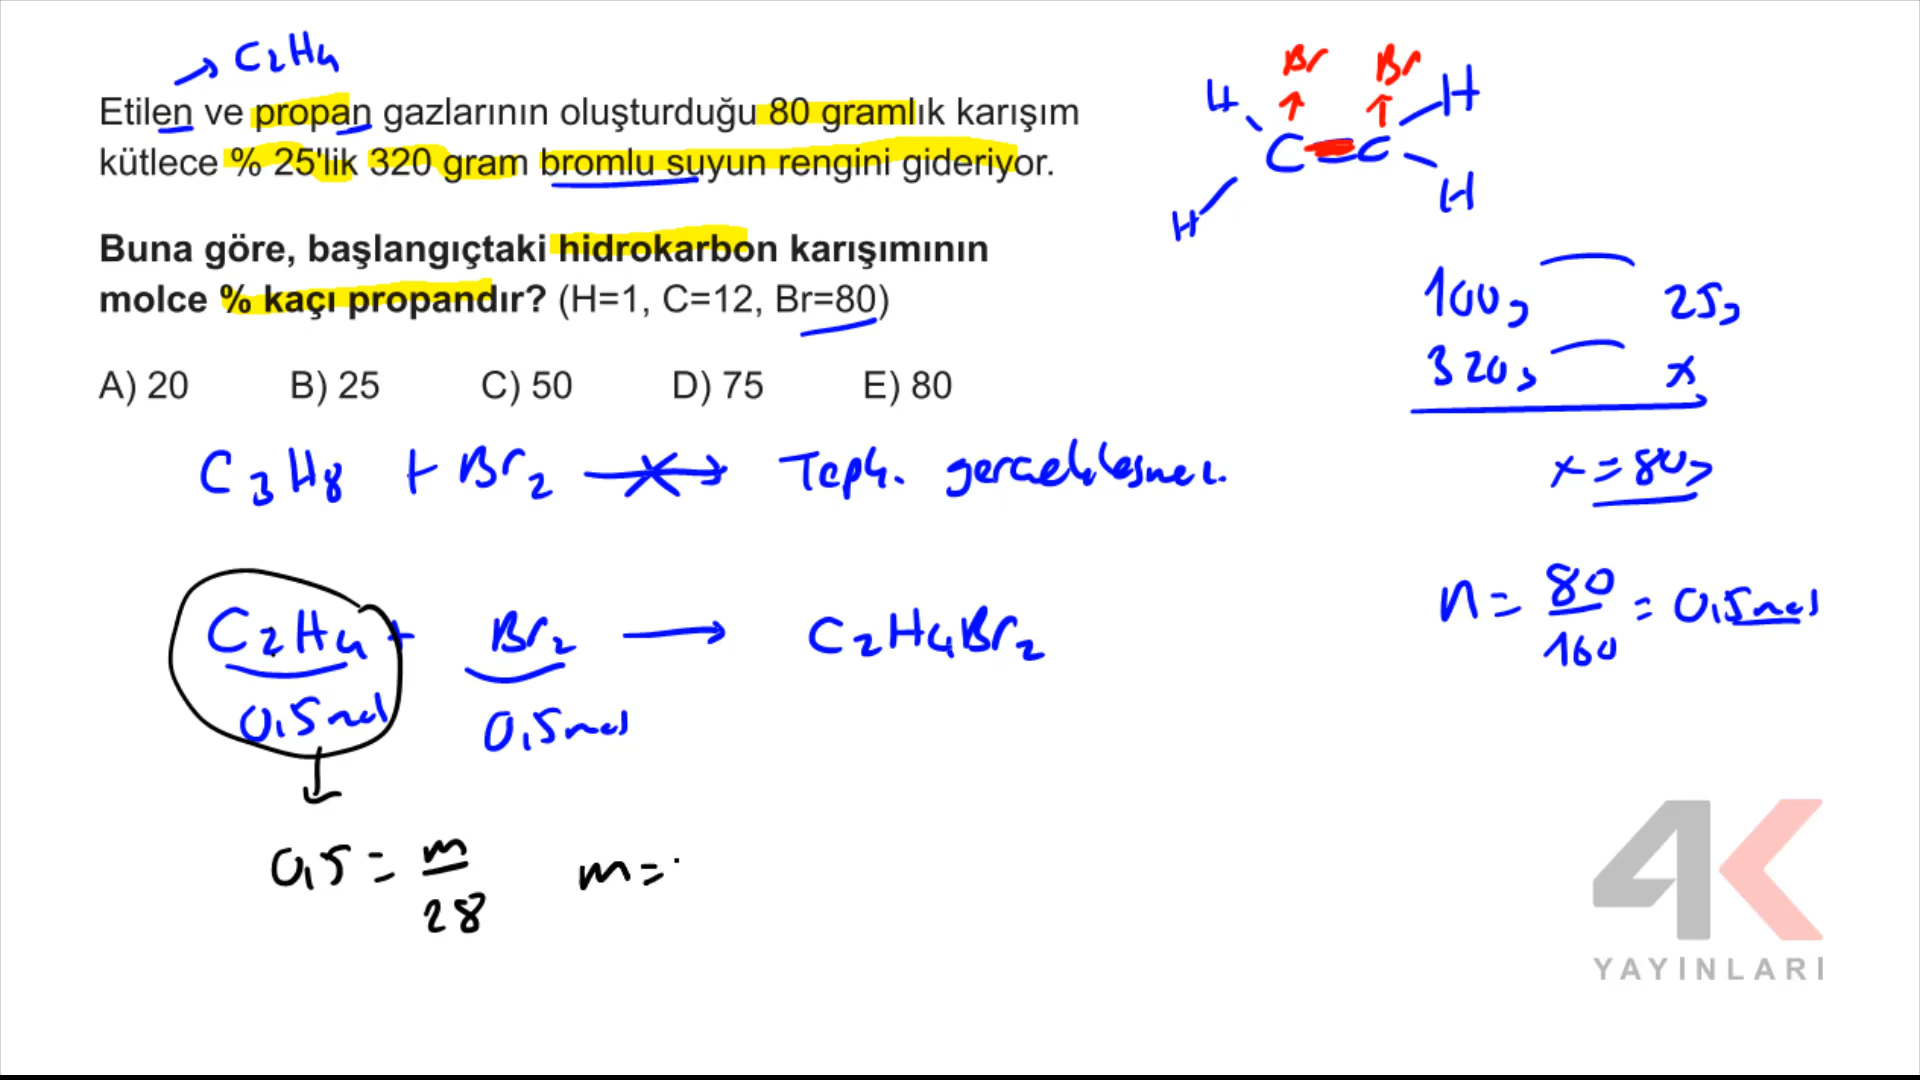 → C2H4
Etilen ve propan gazlarının oluşturduğu 80 gramlık karışım
kütlece % 25'lik 320 gram bromlu suyun rengini gideriyor.
Buna göre, başlangıçtaki hidrokarbon karışımının
molce % kaçı propandır? (H=1, C=12, Br=80)
A) 20 B) 25 C) 50 D) 75 E) 80
Br Br
H H
C = C
H H
100g 25g
320g x
x = 80g
n = 80/160 = 0,5mol
C3H8 + Br2 → Tepk. gerçekleşmez.
C2H4 + Br2 → C2H4Br2
0,5mol 0,5mol
0,5 = m/28 m=
4K
YAYINLARI